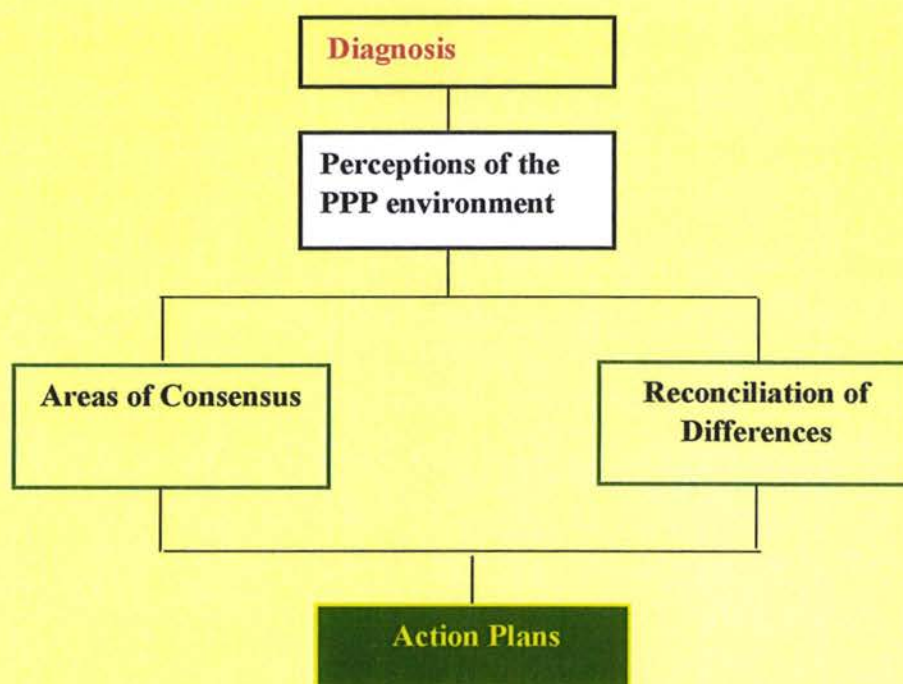 Diagnosis
Perceptions of the
PPP environment
Areas of Consensus
Reconciliation of
Differences
Action Plans